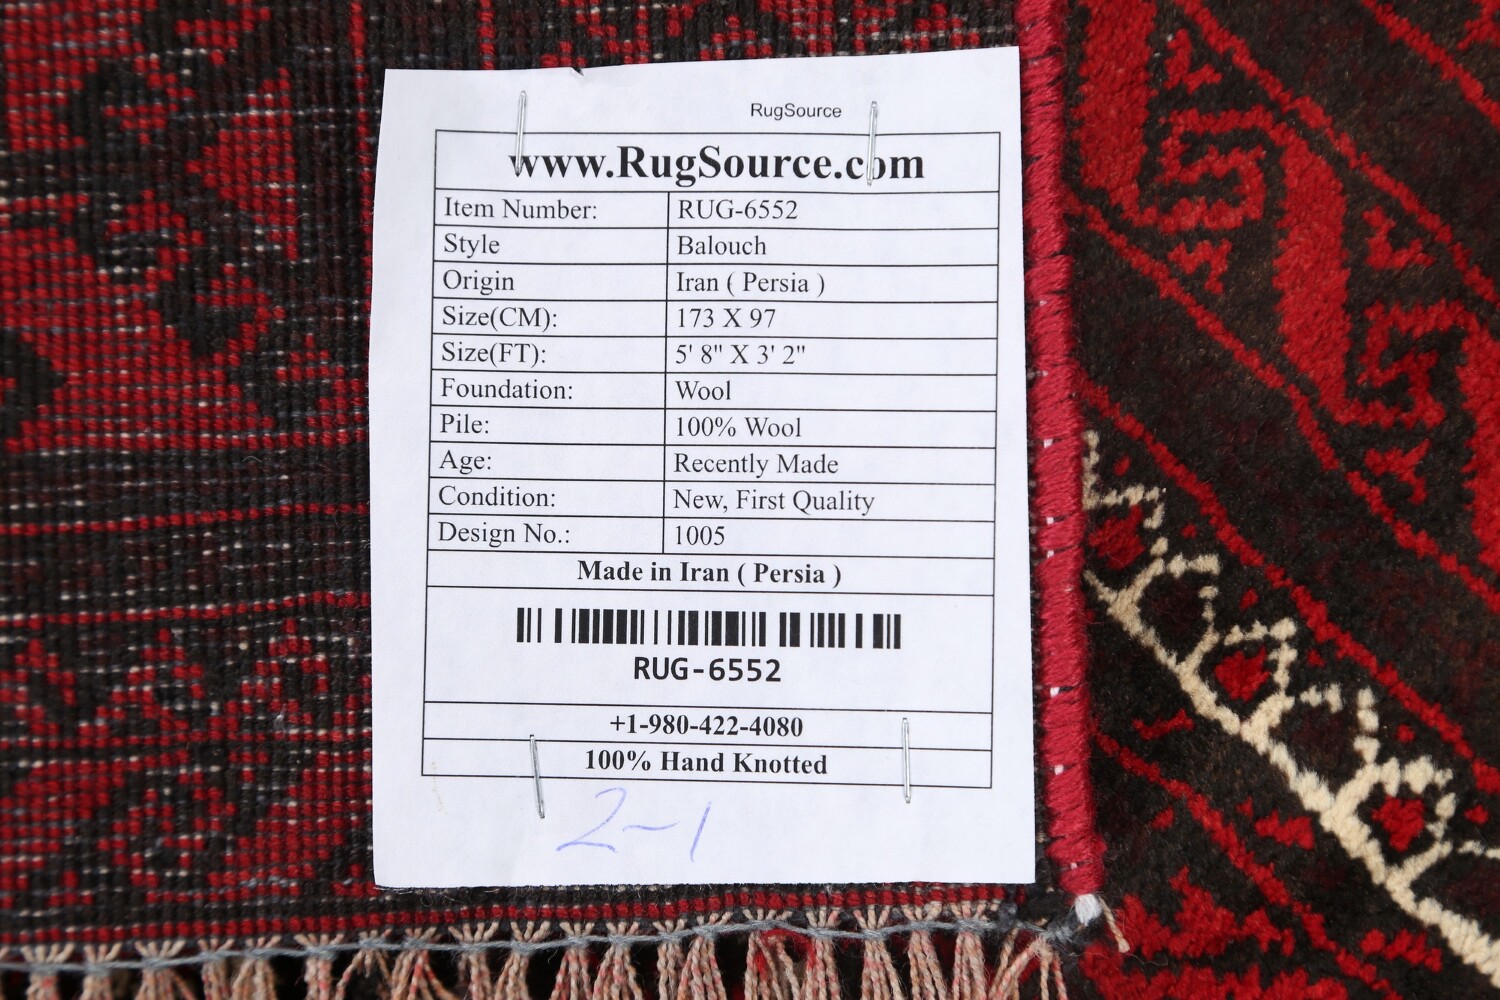 RugSource
www.RugSource.com
Item Number: RUG-6552
Style Balouch
Origin Iran ( Persia )
Size(CM): 173 X 97
Size(FT): 5' 8" X 3' 2"
Foundation: Wool
Pile: 100% Wool
Age: Recently Made
Condition: New, First Quality
Design No.: 1005
Made in Iran ( Persia )
RUG-6552
+1-980-422-4080
100% Hand Knotted
2-1